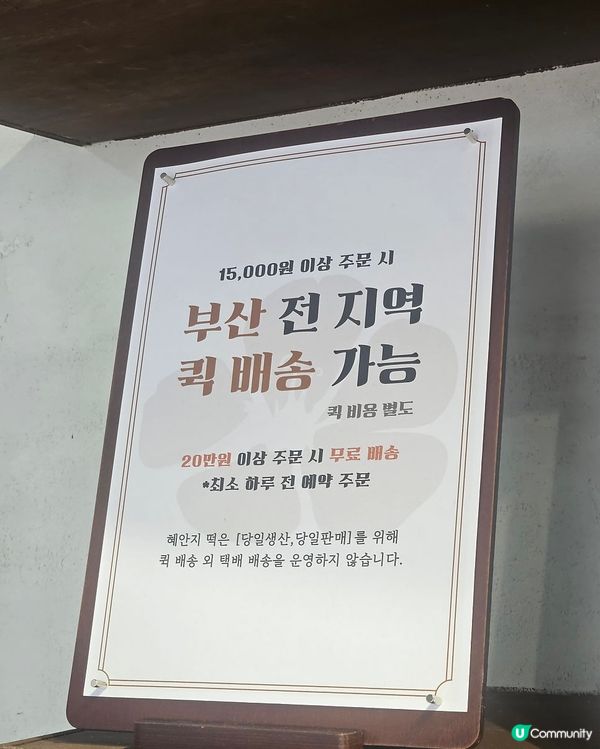 15,000원 이상 주문 시
부산 전 지역
퀵 배송 가능
퀵 비용 별도
20만원 이상 주문 시 무료 배송
*최소 하루 전 예약 주문
혜안지 떡은 [당일생산,당일판매]를 위해
퀵 배송 외 택배 배송을 운영하지 않습니다.
U Community